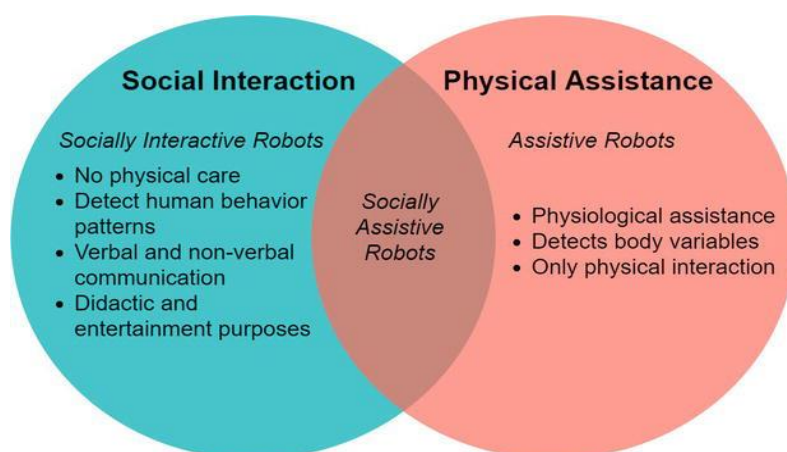 Social Interaction
Socially Interactive Robots
• No physical care
• Detect human behavior
patterns
• Verbal and non-verbal
communication
• Didactic and
entertainment purposes
Socially
Assistive
Robots
Physical Assistance
Assistive Robots
• Physiological assistance
• Detects body variables
• Only physical interaction